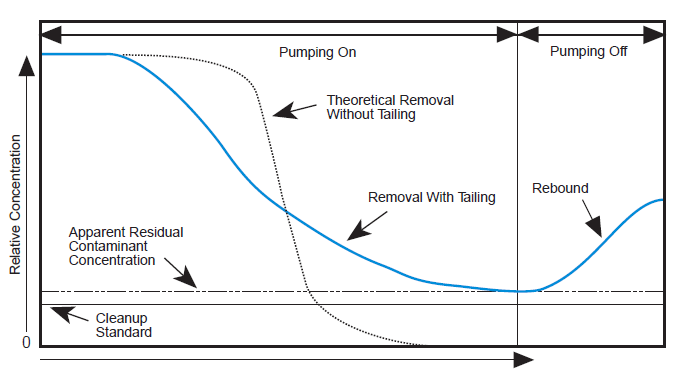 Pumping On
Pumping Off
Theoretical Removal
Without Tailing
Removal With Tailing
Rebound
Apparent Residual
Contaminant
Concentration
Cleanup
Standard
Relative Concentration
0